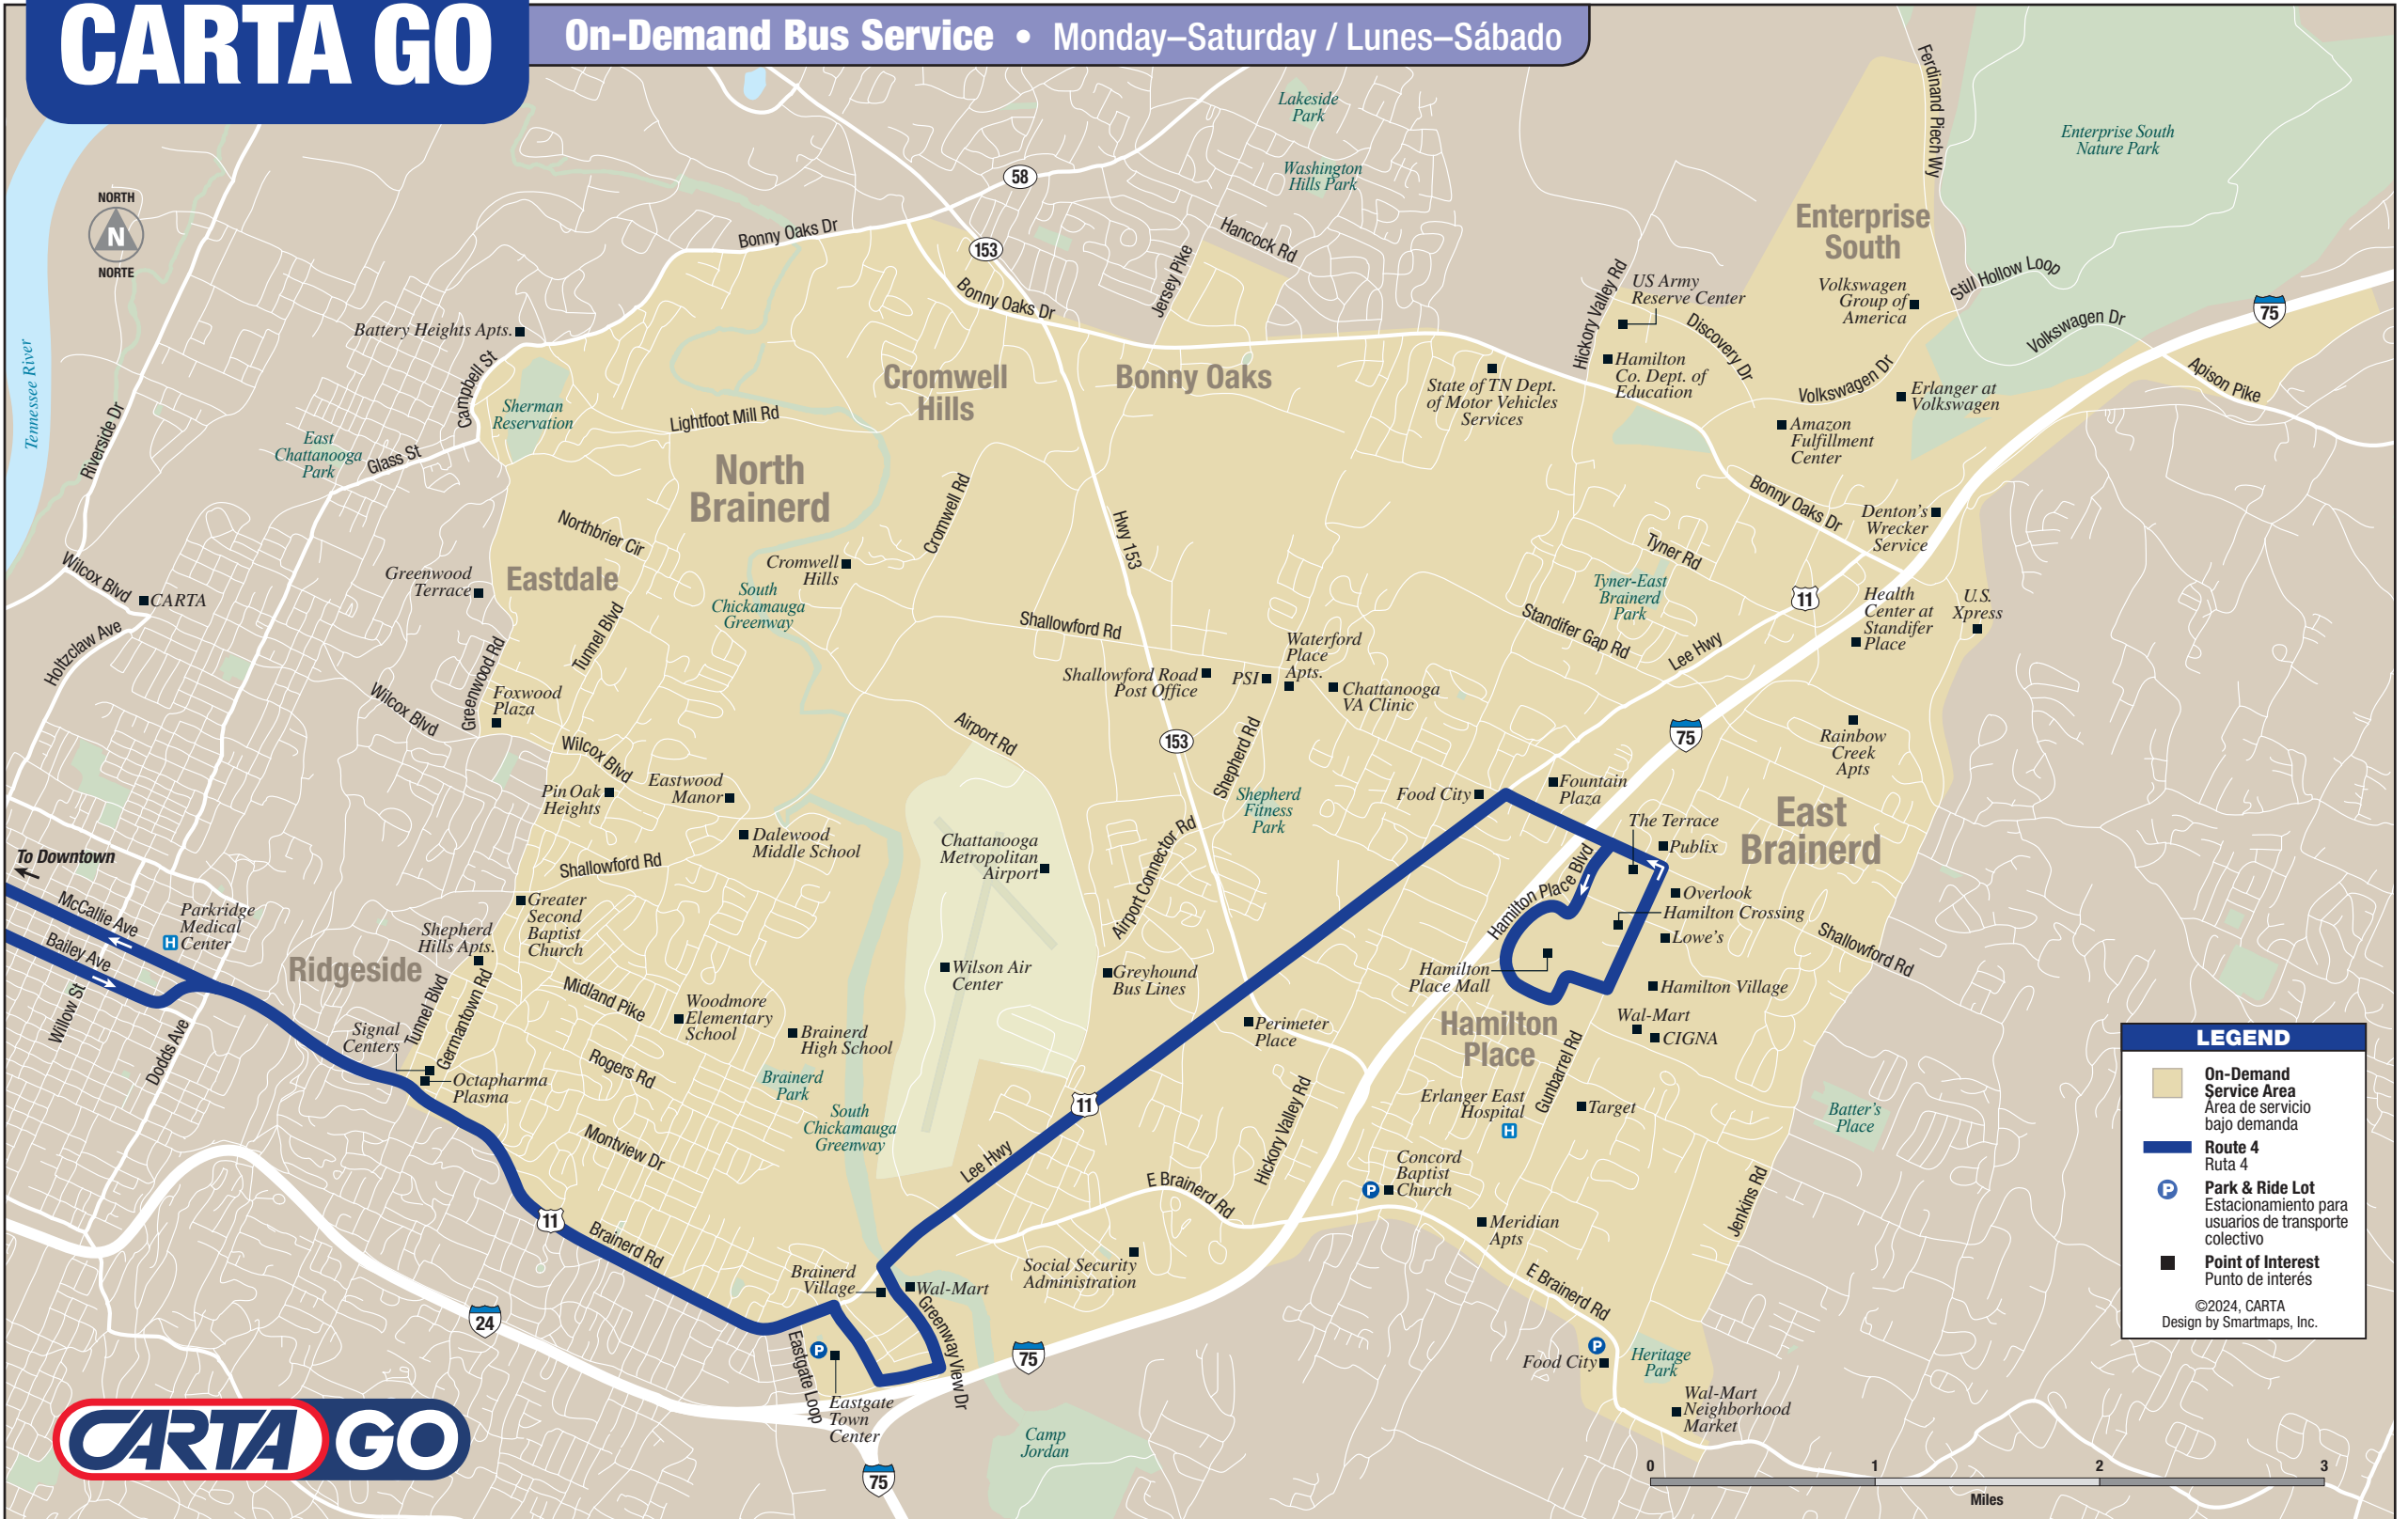 CARTA GO
On-Demand Bus Service • Monday–Saturday / Lunes–Sábado
NORTH
N
NORTE
Tennessee River
Riverside Dr
Lakeside
Park
Washington
Hills Park
Hancock Rd
Jersey Pike
58
153
Bonny Oaks Dr
Bonny Oaks Dr
Ferdinand Piech Wy
Enterprise South
Nature Park
Enterprise
South
Still Hollow Loop
Volkswagen
Group of
America
Volkswagen Dr
75
Apison Pike
Hickory Valley Rd
US Army
Reserve Center
Discovery Dr
Hamilton
Co. Dept. of
Education
Volkswagen Dr
Erlanger at
Volkswagen
Amazon
Fulfillment
Center
State of TN Dept.
of Motor Vehicles
Services
Battery Heights Apts.
Campbell St
Sherman
Reservation
East
Chattanooga
Park
Glass St
Lightfoot Mill Rd
Cromwell
Hills
Bonny Oaks
North
Brainerd
Cromwell Rd
Hwy 153
Northbrier Cir
Eastdale
Cromwell
Hills
South
Chickamauga
Greenway
Greenwood
Terrace
Wilcox Blvd
CARTA
Holtzclaw Ave
Tunnel Blvd
Greenwood Rd
Wilcox Blvd
Foxwood
Plaza
Wilcox Blvd
Shallowford Rd
Shallowford Road
Post Office
PSI
Waterford
Place
Apts.
Chattanooga
VA Clinic
Bonny Oaks Dr
Denton's
Wrecker
Service
Tyner Rd
Tyner-East
Brainerd
Park
Standifer Gap Rd
Lee Hwy
11
Health
Center at
Standifer
Place
U.S.
Xpress
75
Rainbow
Creek
Apts
East
Brainerd
Airport Rd
153
Shepherd Rd
Shepherd
Fitness
Park
Pin Oak
Heights
Eastwood
Manor
Dalewood
Middle School
Shallowford Rd
Chattanooga
Metropolitan
Airport
Airport Connector Rd
Food City
Fountain
Plaza
The Terrace
Publix
Hamilton Place Blvd
Overlook
Hamilton Crossing
Lowe's
Shallowford Rd
Hamilton
Place Mall
Hamilton Village
Wal-Mart
CIGNA
Hamilton
Place
Gunbarrel Rd
To Downtown
McCallie Ave
Bailey Ave
Parkridge
Medical
Center
H
Willow St
Dodds Ave
Ridgeside
Shepherd
Hills Apts.
Greater
Second
Baptist
Church
Tunnel Blvd
Germantown Rd
Signal
Centers
Octapharma
Plasma
Midland Pike
Woodmore
Elementary
School
Brainerd
High School
Wilson Air
Center
Greyhound
Bus Lines
Perimeter
Place
Rogers Rd
Brainerd
Park
South
Chickamauga
Greenway
Montview Dr
11
Lee Hwy
Hickory Valley Rd
Erlanger East
Hospital
H
Target
Concord
Baptist
Church
P
E Brainerd Rd
Meridian
Apts
Batter's
Place
Jenkins Rd
E Brainerd Rd
11
Brainerd Rd
Brainerd
Village
Wal-Mart
Social Security
Administration
Greenway View Dr
Eastgate Loop
P
Eastgate
Town
Center
24
75
75
Camp
Jordan
P
Food City
Heritage
Park
Wal-Mart
Neighborhood
Market
LEGEND
On-Demand
Service Area
Área de servicio
bajo demanda
Route 4
Ruta 4
P
Park & Ride Lot
Estacionamiento para
usuarios de transporte
colectivo
Point of Interest
Punto de interés
©2024, CARTA
Design by Smartmaps, Inc.
0 1 2 3
Miles
CARTA GO